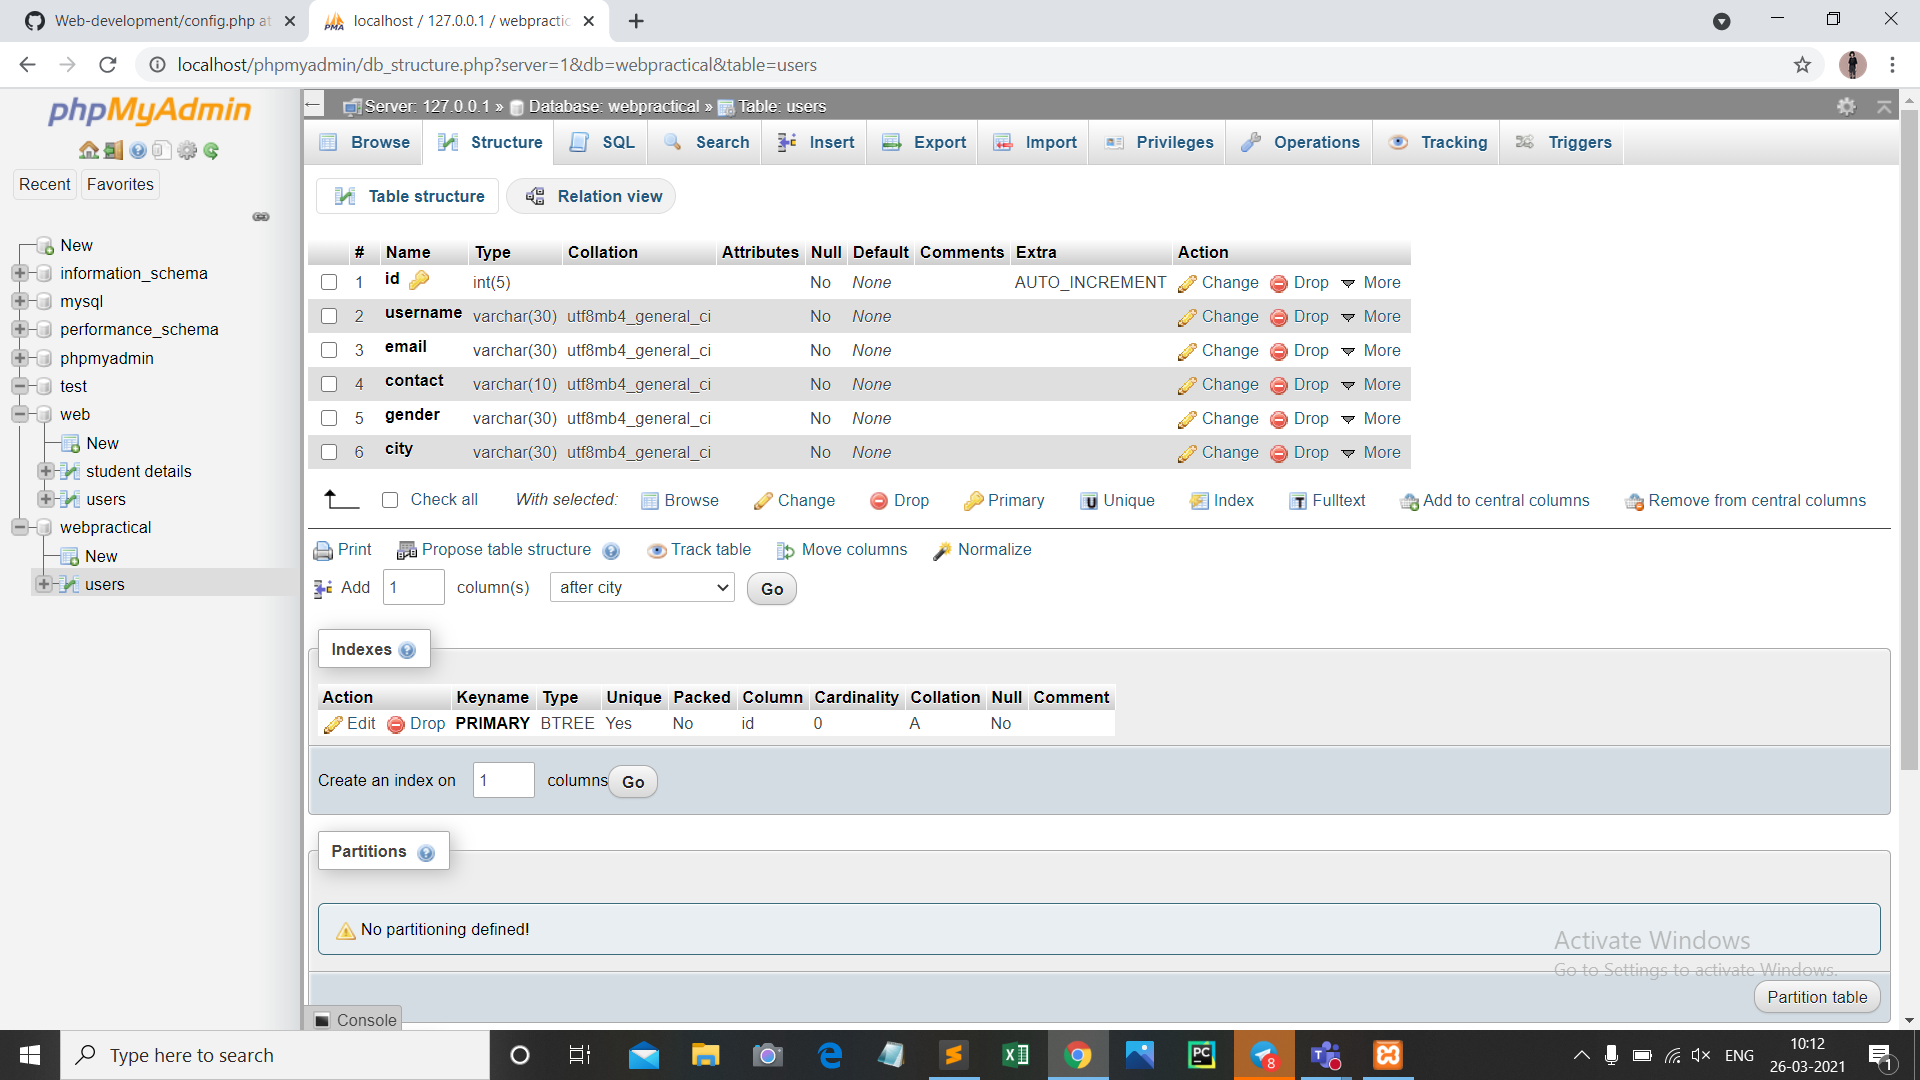 Web-development/config.php at
localhost / 127.0.0.1 / webpractic
localhost/phpmyadmin/db_structure.php?server=1&db=webpractical&table=users
phpMyAdmin
Recent Favorites
New
information_schema
mysql
performance_schema
phpmyadmin
test
web
New
student details
users
webpractical
New
users
Server: 127.0.0.1 » Database: webpractical » Table: users
Browse Structure SQL Search Insert Export Import Privileges Operations Tracking Triggers
Table structure Relation view
# Name Type Collation Attributes Null Default Comments Extra Action
1 id int(5) No None AUTO_INCREMENT Change Drop More
2 username varchar(30) utf8mb4_general_ci No None Change Drop More
3 email varchar(30) utf8mb4_general_ci No None Change Drop More
4 contact varchar(10) utf8mb4_general_ci No None Change Drop More
5 gender varchar(30) utf8mb4_general_ci No None Change Drop More
6 city varchar(30) utf8mb4_general_ci No None Change Drop More
Check all With selected: Browse Change Drop Primary Unique Index Fulltext Add to central columns Remove from central columns
Print Propose table structure Track table Move columns Normalize
Add 1 column(s) after city Go
Indexes
Action Keyname Type Unique Packed Column Cardinality Collation Null Comment
Edit Drop PRIMARY BTREE Yes No id 0 A No
Create an index on 1 columns Go
Partitions
No partitioning defined!
Activate Windows
Go to Settings to activate Windows.
Partition table
Console
Type here to search
ENG
10:12
26-03-2021
8
1